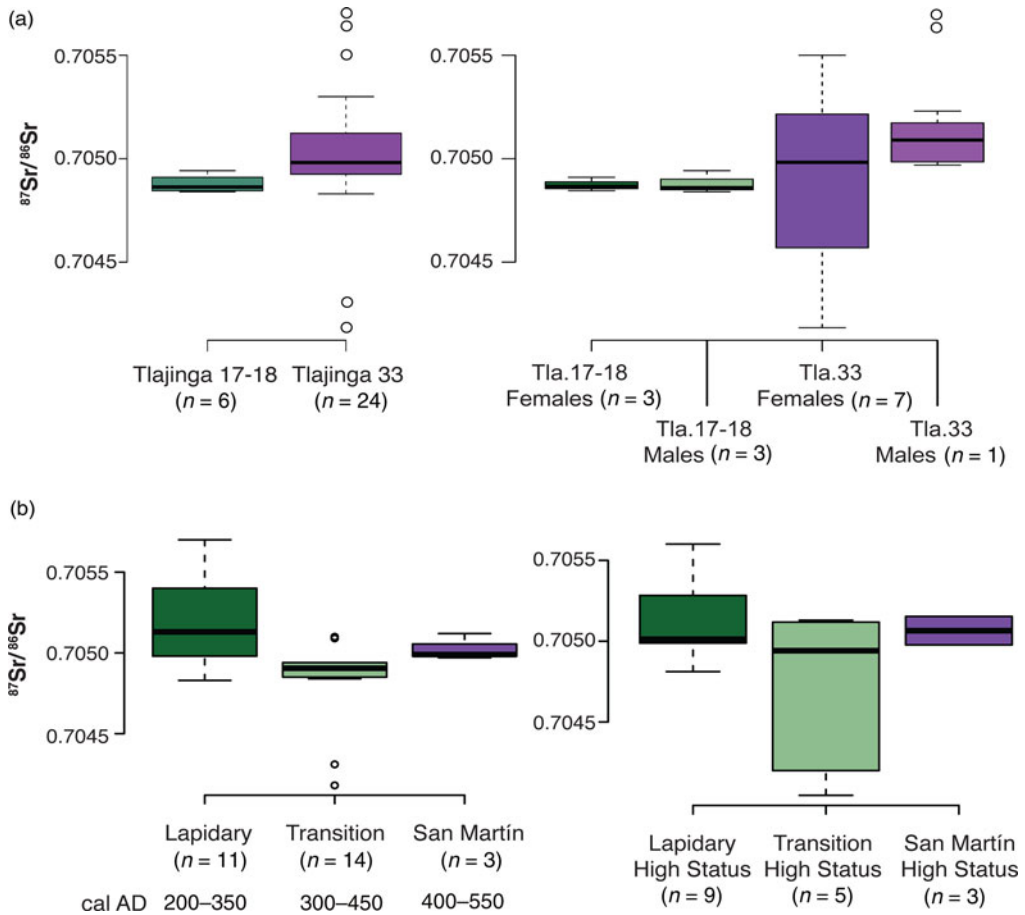 (a)
0.7055
0.7050
0.7045
⁸⁷Sr/⁸⁶Sr
Tlajinga 17-18
(n = 6)
Tlajinga 33
(n = 24)
0.7055
0.7050
0.7045
Tla.17-18
Females (n = 3)
Tla.17-18
Males (n = 3)
Tla.33
Females (n = 7)
Tla.33
Males (n = 1)
(b)
0.7055
0.7050
0.7045
⁸⁷Sr/⁸⁶Sr
Lapidary
(n = 11)
Transition
(n = 14)
San Martín
(n = 3)
cal AD 200–350 300–450 400–550
0.7055
0.7050
0.7045
Lapidary
High Status
(n = 9)
Transition
High Status
(n = 5)
San Martín
High Status
(n = 3)